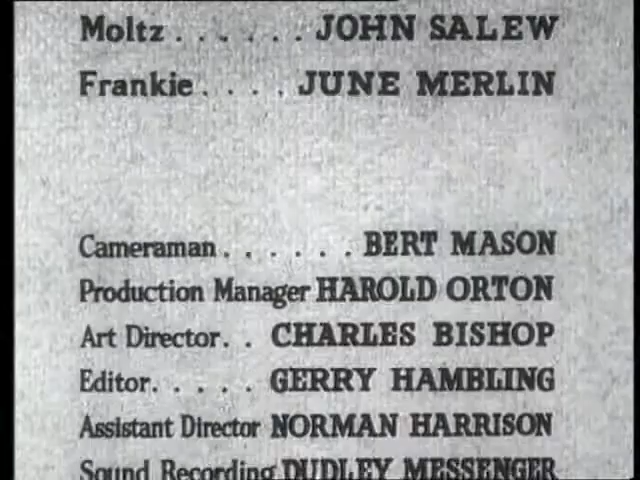 Moltz . . . . . . JOHN SALEW
Frankie . . . . JUNE MERLIN
Cameraman . . . . . . BERT MASON
Production Manager HAROLD ORTON
Art Director . . CHARLES BISHOP
Editor . . . . . GERRY HAMBLING
Assistant Director NORMAN HARRISON
Sound Recording DUDLEY MESSENGER